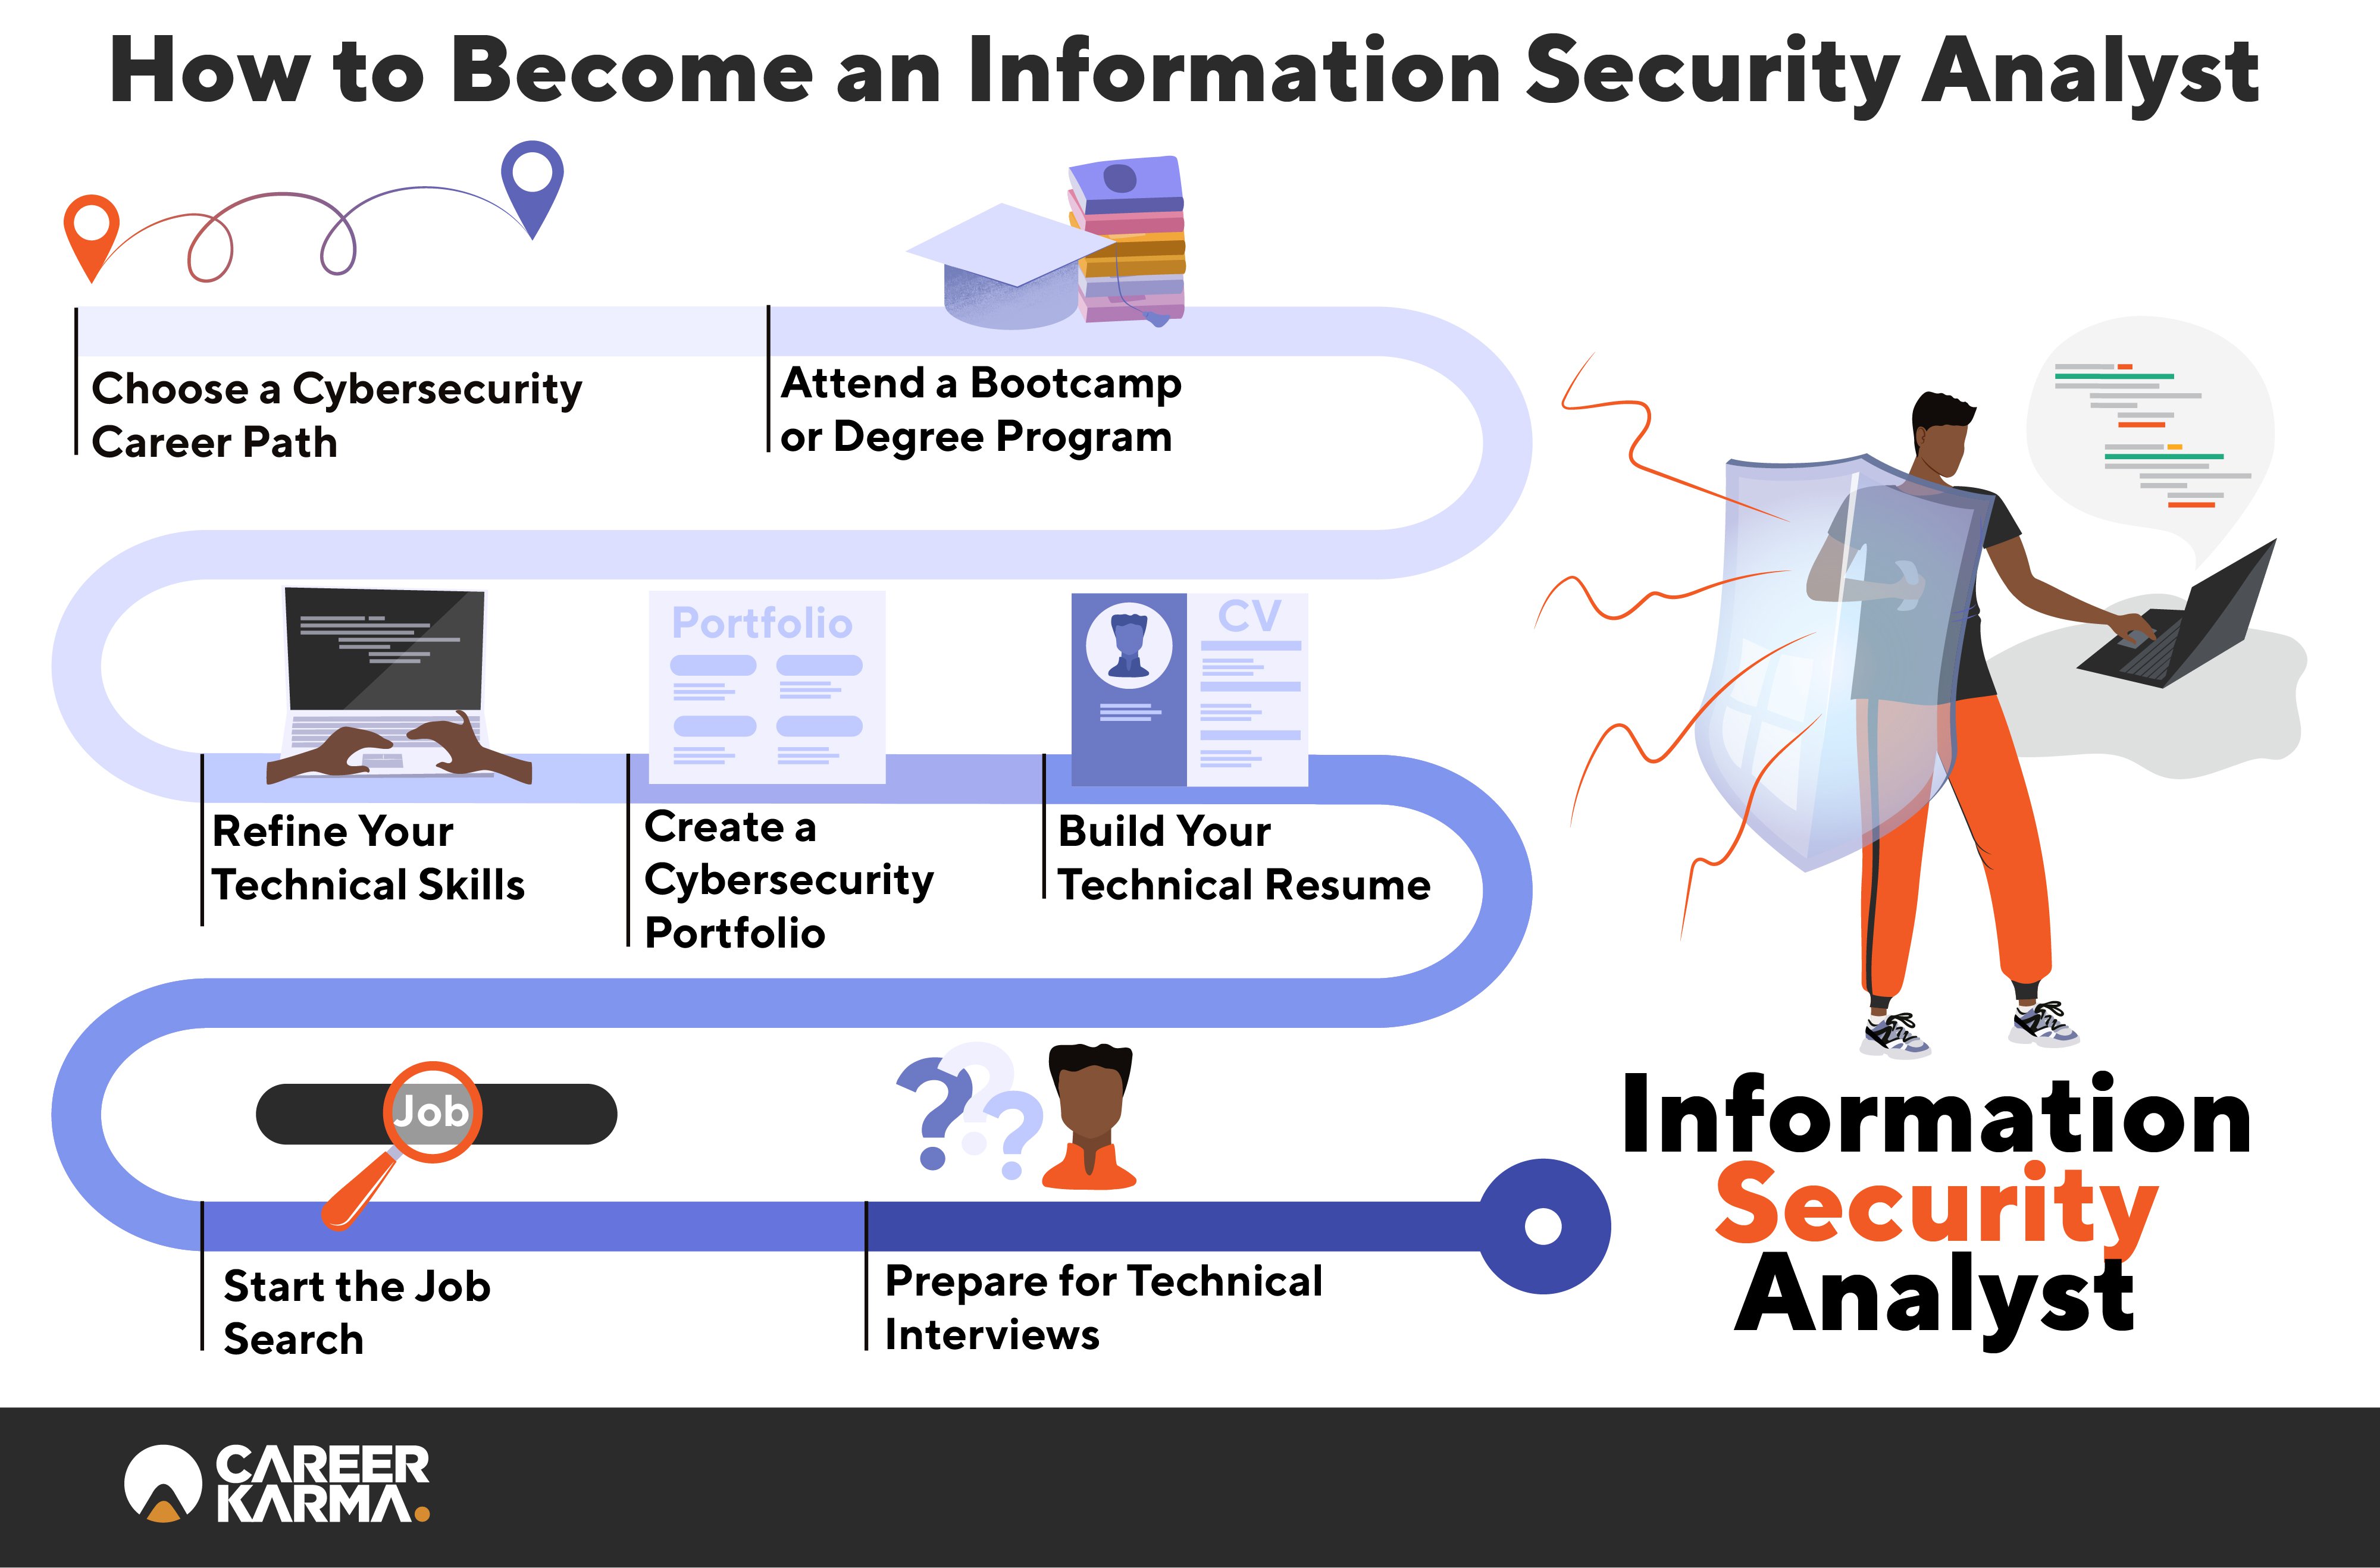 How to Become an Information Security Analyst
Choose a Cybersecurity
Career Path
Attend a Bootcamp
or Degree Program
Portfolio
CV
Refine Your
Technical Skills
Create a
Cybersecurity
Portfolio
Build Your
Technical Resume
Job
Start the Job
Search
Prepare for Technical
Interviews
Information
Security
Analyst
CAREER
KARMA.